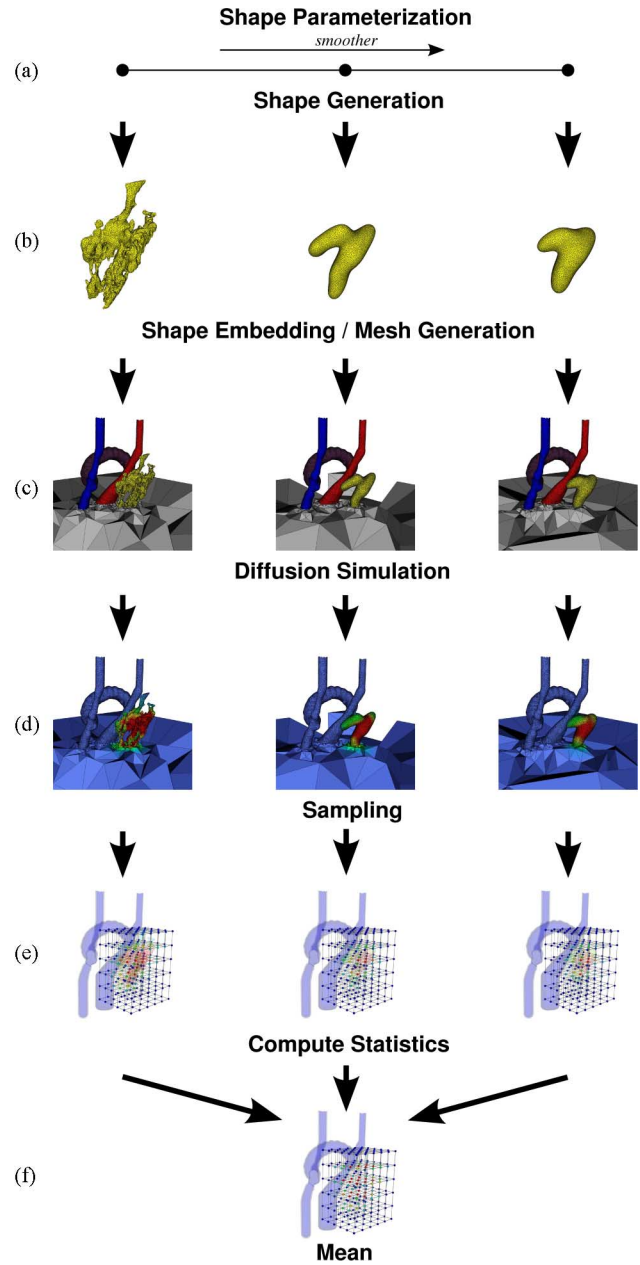 Shape Parameterization
smoother
(a)
Shape Generation
(b)
Shape Embedding / Mesh Generation
(c)
Diffusion Simulation
(d)
Sampling
(e)
Compute Statistics
(f)
Mean